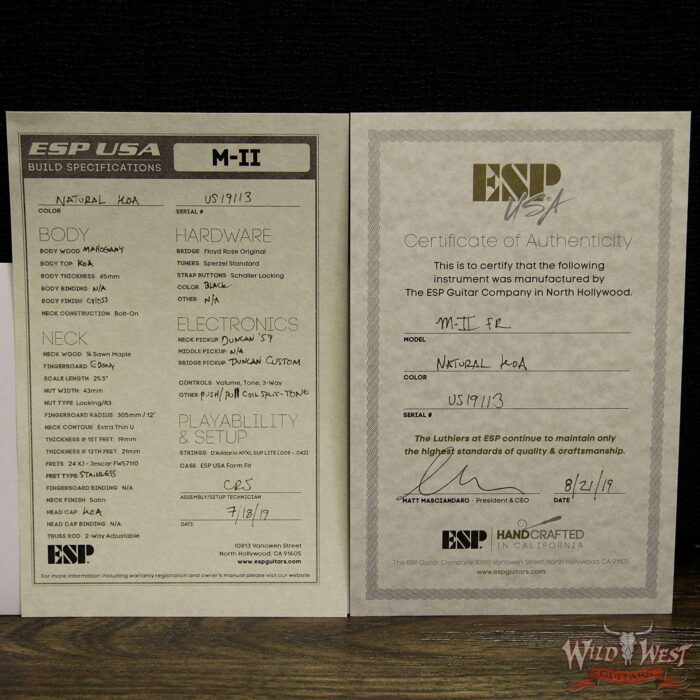 ESP USA
BUILD SPECIFICATIONS
M-II
NATURAL KOA
US19113
COLOR
SERIAL #
BODY
BODY WOOD MAHOGANY
BODY TOP KOA
BODY THICKNESS 45mm
BODY BINDING N/A
BODY FINISH GLOSS
NECK CONSTRUCTION Bolt-On
NECK
NECK WOOD ¼ Sawn Maple
FINGERBOARD EBONY
SCALE LENGTH 25.5"
NUT WIDTH 43mm
NUT TYPE Locking/R3
FINGERBOARD RADIUS 305mm / 12"
NECK CONTOUR Extra Thin U
THICKNESS @ 1ST FRET 19mm
THICKNESS @ 12TH FRET 21mm
FRETS 24 XJ - Jescar FW57110
FRET TYPE STAINLESS
FINGERBOARD BINDING N/A
NECK FINISH Satin
HEAD CAP KOA
HEAD CAP BINDING N/A
TRUSS ROD 2-Way Adjustable
HARDWARE
BRIDGE Floyd Rose Original
TUNERS Sperzel Standard
STRAP BUTTONS Schaller Locking
COLOR BLACK
OTHER N/A
ELECTRONICS
NECK PICKUP DUNCAN '59
MIDDLE PICKUP N/A
BRIDGE PICKUP DUNCAN CUSTOM
CONTROLS Volume, Tone, 3-Way
OTHER PUSH/PULL COIL SPLIT-TONE
PLAYABLILITY
& SETUP
STRINGS D'Addario NYXL SUP LITE (.009 - .042)
CASE ESP USA Form Fit
CRJ
ASSEMBLY/SETUP TECHNICIAN
7/18/19
DATE
ESP.
10913 Vanowen Street
North Hollywood, CA 91605
www.espguitars.com
For more information including warranty registration and owner's manual please visit our website.
ESP
USA
Certificate of Authenticity
This is to certify that the following
instrument was manufactured by
The ESP Guitar Company in North Hollywood.
M-II FR
MODEL
NATURAL KOA
COLOR
US19113
SERIAL #
The Luthiers at ESP continue to maintain only
the highest standards of quality & craftsmanship.
8/21/19
MATT MASCIANDARO - President & CEO DATE
ESP. HANDCRAFTED
IN CALIFORNIA
The ESP Guitar Company, 10913 Vanowen Street, North Hollywood, CA 91605
www.espguitars.com
WILD WEST
GUITARS